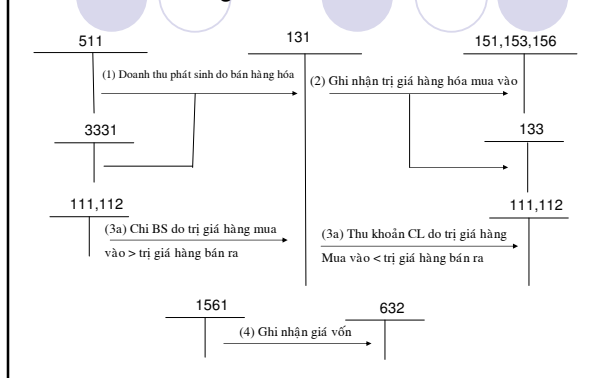 511
131
151,153,156
(1) Doanh thu phát sinh do bán hàng hóa
(2) Ghi nhận trị giá hàng hóa mua vào
3331
133
111,112
111,112
(3a) Chi BS do trị giá hàng mua
vào > trị giá hàng bán ra
(3a) Thu khoản CL do trị giá hàng
Mua vào < trị giá hàng bán ra
1561
632
(4) Ghi nhận giá vốn